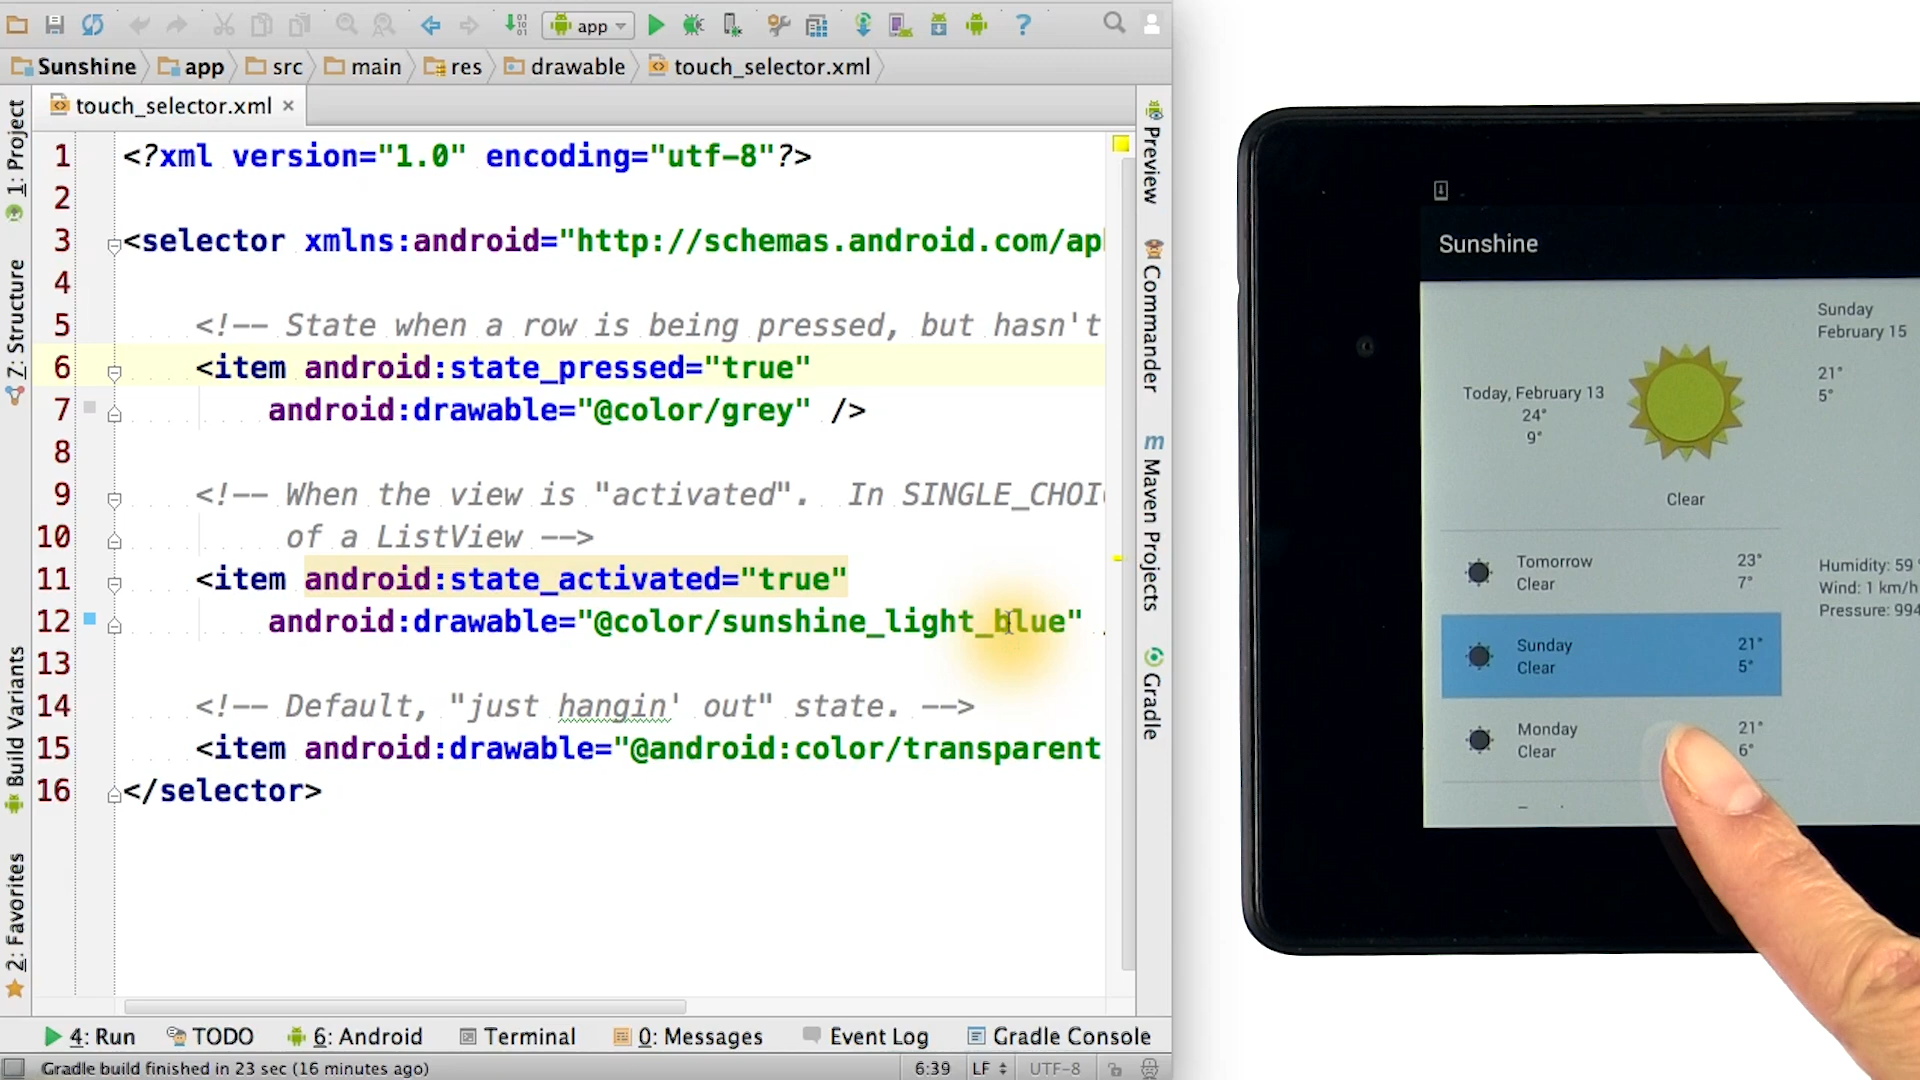 app
Sunshine app src main res drawable touch_selector.xml
touch_selector.xml
1 <?xml version="1.0" encoding="utf-8"?>
2
3 <selector xmlns:android="http://schemas.android.com/ap
4
5 <!-- State when a row is being pressed, but hasn't
6 <item android:state_pressed="true"
7 android:drawable="@color/grey" />
8
9 <!-- When the view is "activated". In SINGLE_CHOI
10 of a ListView -->
11 <item android:state_activated="true"
12 android:drawable="@color/sunshine_light_blue"
13
14 <!-- Default, "just hangin' out" state. -->
15 <item android:drawable="@android:color/transparent
16 </selector>
1: Project
7: Structure
Build Variants
2: Favorites
Preview
Commander
m Maven Projects
Gradle
4: Run TODO 6: Android Terminal 0: Messages Event Log Gradle Console
Gradle build finished in 23 sec (16 minutes ago) 6:39 LF UTF-8
Sunshine
Today, February 13
24°
9°
Clear
Tomorrow 23°
Clear 7°
Sunday 21°
Clear 5°
Monday 21°
Clear 6°
Sunday
February 15
21°
5°
Humidity: 59
Wind: 1 km/h
Pressure: 994